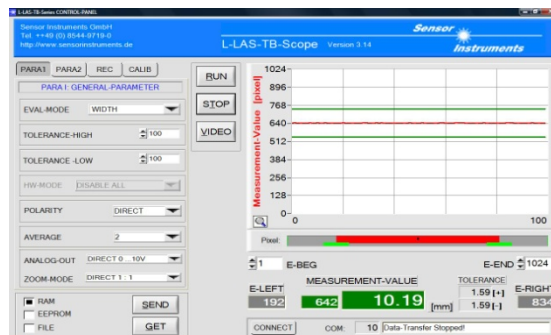 L-LAS-TB-Series CONTROL-PANEL
Sensor Instruments GmbH
Tel. ++49 (0) 8544-9719-0
http://www.sensorinstruments.de
L-LAS-TB-Scope Version 3.14
Sensor
Instruments
PARA1 PARA2 REC CALIB
PARA I: GENERAL-PARAMETER
EVAL-MODE WIDTH
TOLERANCE-HIGH 100
TOLERANCE -LOW 100
HW-MODE DISABLE ALL
POLARITY DIRECT
AVERAGE 2
ANALOG-OUT DIRECT 0 ...10V
ZOOM-MODE DIRECT 1 : 1
RAM
EEPROM
FILE
SEND
GET
RUN
STOP
VIDEO
Measurement-Value [pixel]
1024
896
768
640
512
384
256
128
0
0 100
Pixel:
1 E-BEG E-END 1024
E-LEFT MEASUREMENT-VALUE TOLERANCE E-RIGH
192 642 10.19 [mm] 1.59 [+] 834
1.59 [-]
CONNECT COM: 10 Data-Transfer Stopped!